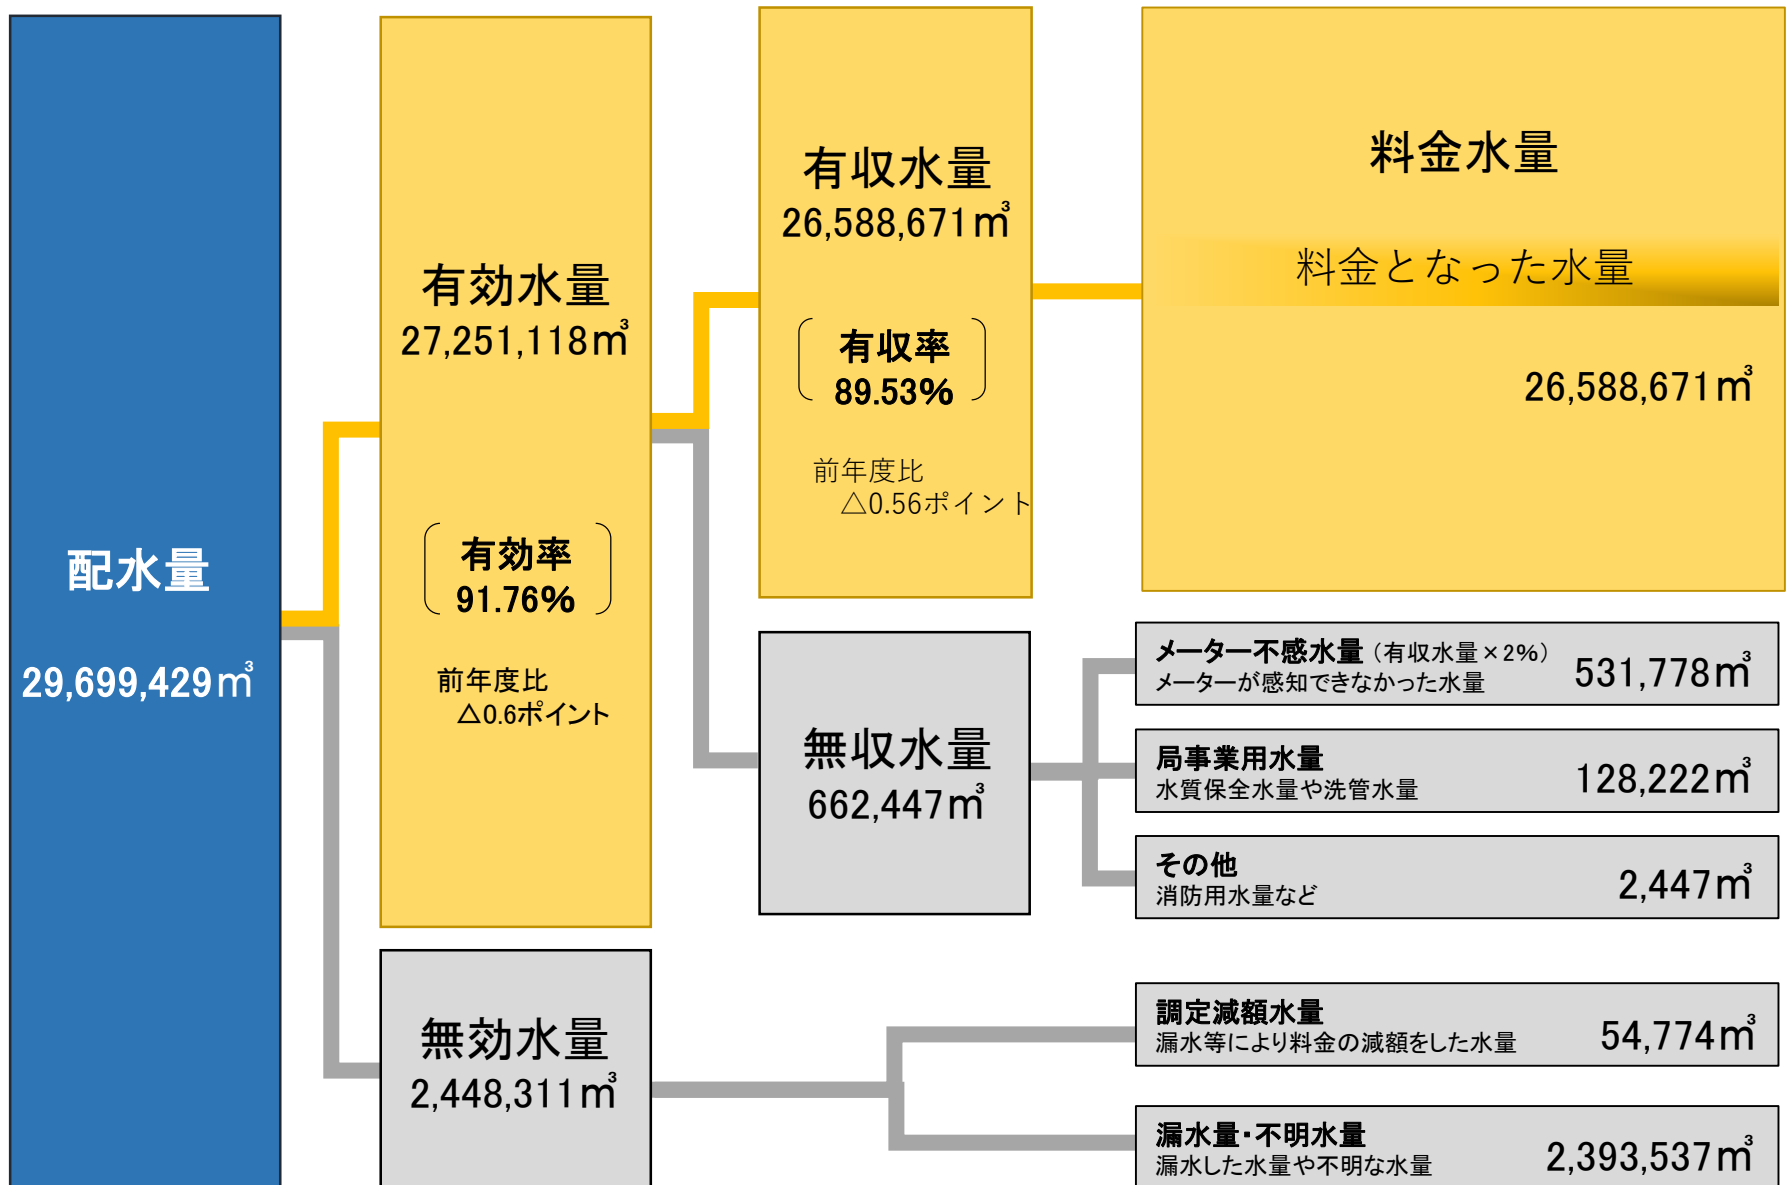 配水量
29,699,429㎥
有効水量
27,251,118㎥
有効率
91.76%
前年度比
△0.6ポイント
無効水量
2,448,311㎥
有収水量
26,588,671㎥
有収率
89.53%
前年度比
△0.56ポイント
無収水量
662,447㎥
料金水量
料金となった水量
26,588,671㎥
メーター不感水量（有収水量×2%）
メーターが感知できなかった水量
531,778㎥
局事業用水量
水質保全水量や洗管水量
128,222㎥
その他
消防用水量など
2,447㎥
調定減額水量
漏水等により料金の減額をした水量
54,774㎥
漏水量・不明水量
漏水した水量や不明な水量
2,393,537㎥